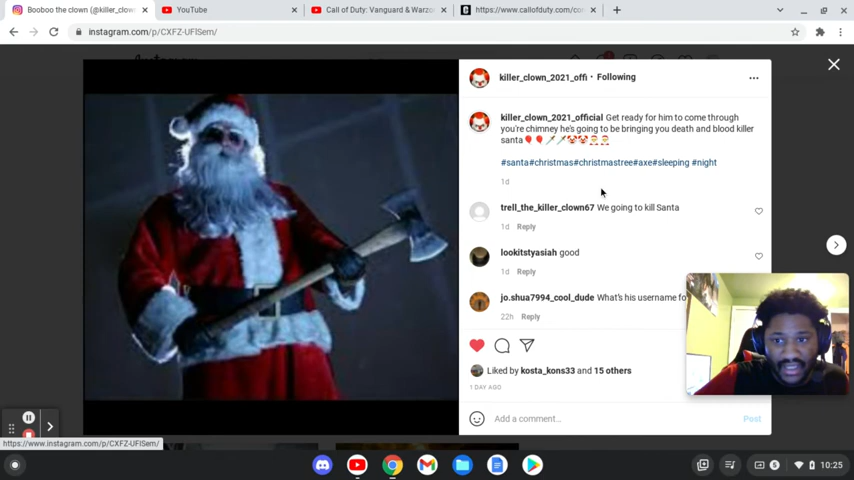 Booboo the clown (@killer_clown
YouTube
Call of Duty: Vanguard & Warzo
https://www.callofduty.com/co
instagram.com/p/CXFZ-UFlSem/
killer_clown_2021_offi • Following
killer_clown_2021_official Get ready for him to come through
you're chimney he's going to be bringing you death and blood killer
santa🎈🎈🗡️🗡️🤡🤡🎅🎅
#santa#christmas#christmastree#axe#sleeping #night
1d
trell_the_killer_clown67 We going to kill Santa
1d Reply
lookitstyasiah good
1d Reply
jo.shua7994_cool_dude What's his username fo
22h Reply
Liked by kosta_kons33 and 15 others
1 DAY AGO
Add a comment...
Post
https://www.instagram.com/p/CXFZ-UFlSem/
10:25